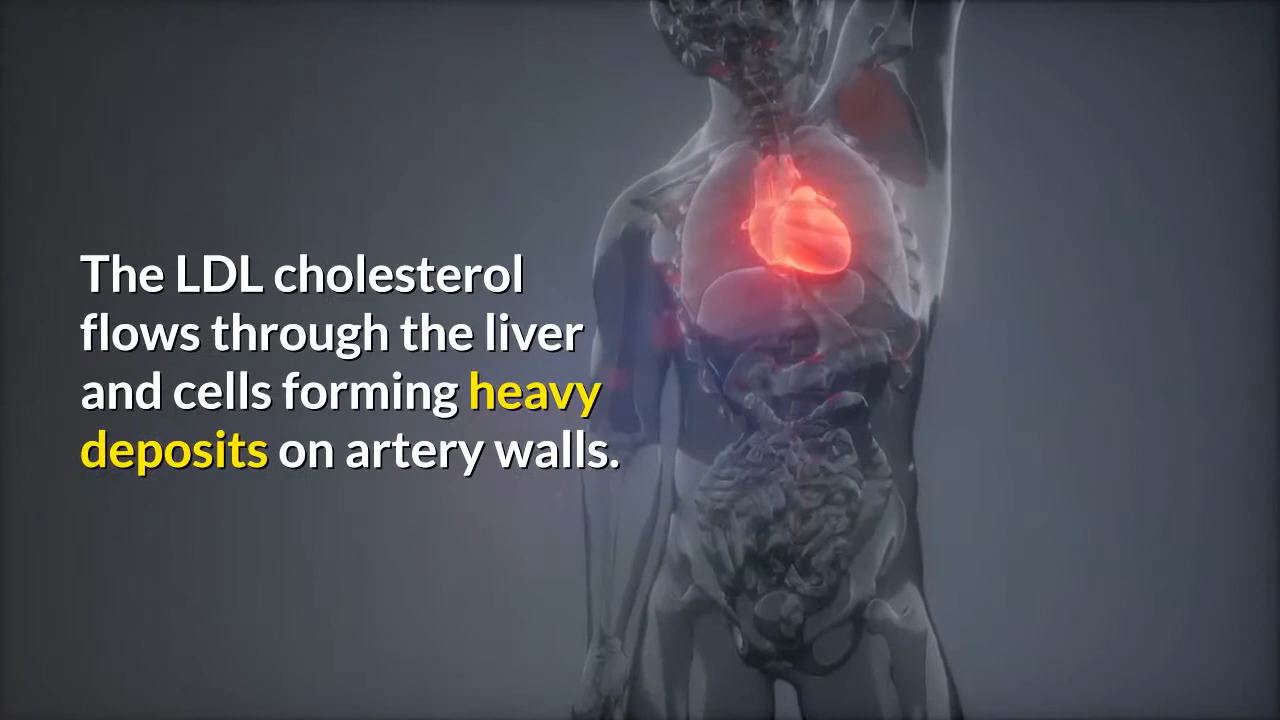 The LDL cholesterol
flows through the liver
and cells forming heavy
deposits on artery walls.